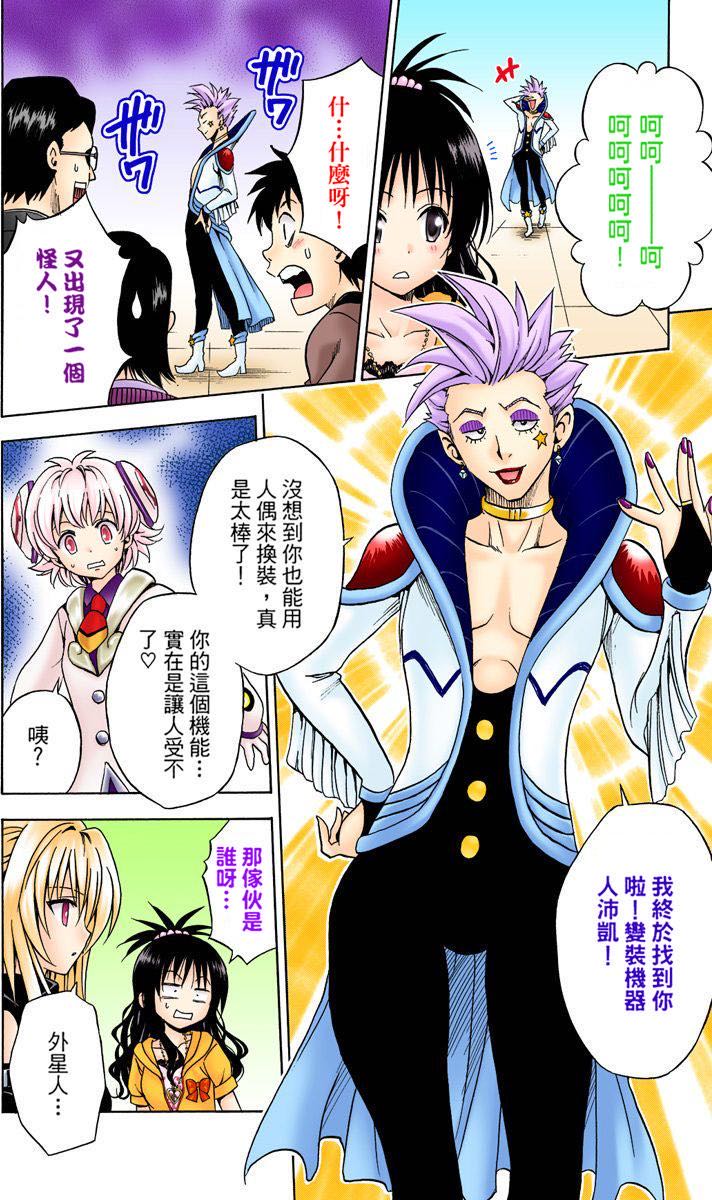 呵呵——呵
呵呵呵呵！
什…什麼呀！
ザワ
ザワ
又出現了一個
怪人！
我終於找到你
啦！變裝機器
人沛凱！
沒想到你也能用
人偶來換裝，真
是太棒了！
你的這個機能…
實在是讓人受不
了♡
咦？
那傢伙是
誰呀…
外星人…